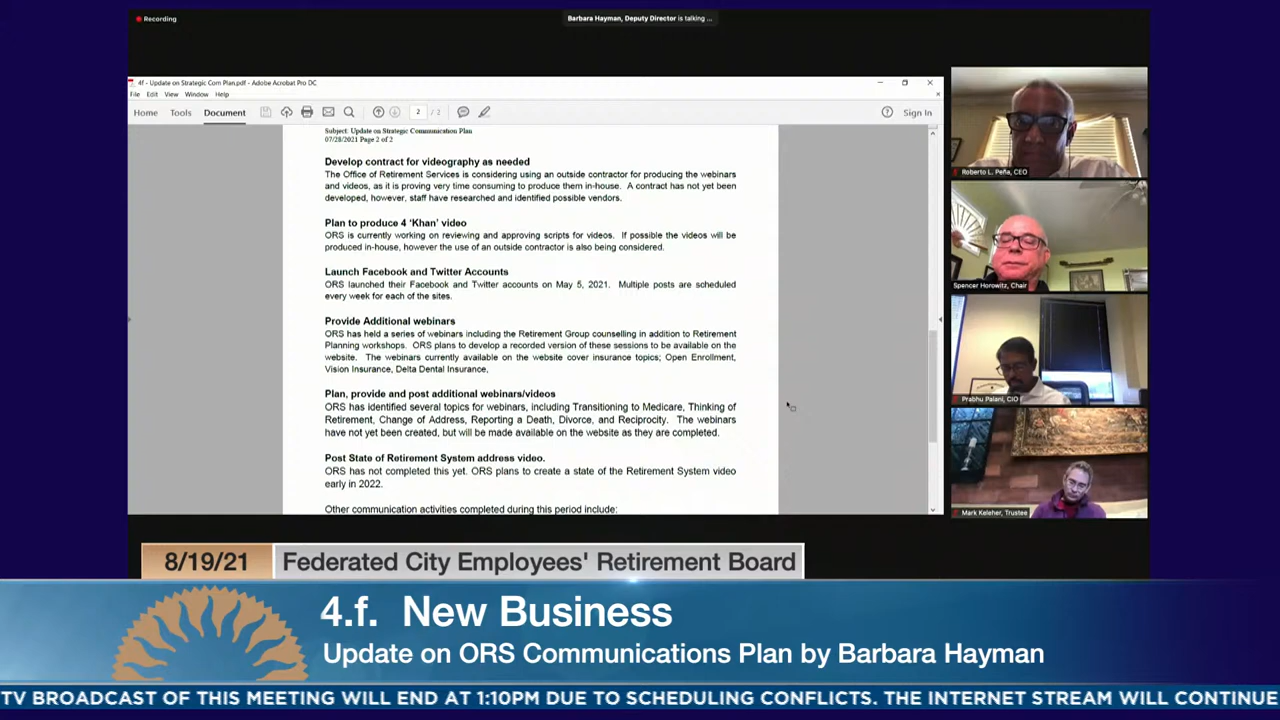 Recording
Barbara Hayman, Deputy Director is talking ...
4f - Update on Strategic Com Plan.pdf - Adobe Acrobat Pro DC
File Edit View Window Help
Home Tools Document 2 / 2 Sign In
Subject: Update on Strategic Communication Plan
07/28/2021 Page 2 of 2
Develop contract for videography as needed
The Office of Retirement Services is considering using an outside contractor for producing the webinars
and videos, as it is proving very time consuming to produce them in-house. A contract has not yet been
developed, however, staff have researched and identified possible vendors.
Plan to produce 4 'Khan' video
ORS is currently working on reviewing and approving scripts for videos. If possible the videos will be
produced in-house, however the use of an outside contractor is also being considered.
Launch Facebook and Twitter Accounts
ORS launched their Facebook and Twitter accounts on May 5, 2021. Multiple posts are scheduled
every week for each of the sites.
Provide Additional webinars
ORS has held a series of webinars including the Retirement Group counselling in addition to Retirement
Planning workshops. ORS plans to develop a recorded version of these sessions to be available on the
website. The webinars currently available on the website cover insurance topics; Open Enrollment,
Vision Insurance, Delta Dental Insurance,
Plan, provide and post additional webinars/videos
ORS has identified several topics for webinars, including Transitioning to Medicare, Thinking of
Retirement, Change of Address, Reporting a Death, Divorce, and Reciprocity. The webinars
have not yet been created, but will be made available on the website as they are completed.
Post State of Retirement System address video.
ORS has not completed this yet. ORS plans to create a state of the Retirement System video
early in 2022.
Other communication activities completed during this period include:
Roberto L. Peña, CEO
Spencer Horowitz, Chair
Prabhu Palani, CIO
Mark Keleher, Trustee
8/19/21 Federated City Employees' Retirement Board
4.f. New Business
Update on ORS Communications Plan by Barbara Hayman
TV BROADCAST OF THIS MEETING WILL END AT 1:10PM DUE TO SCHEDULING CONFLICTS. THE INTERNET STREAM WILL CONTINUE